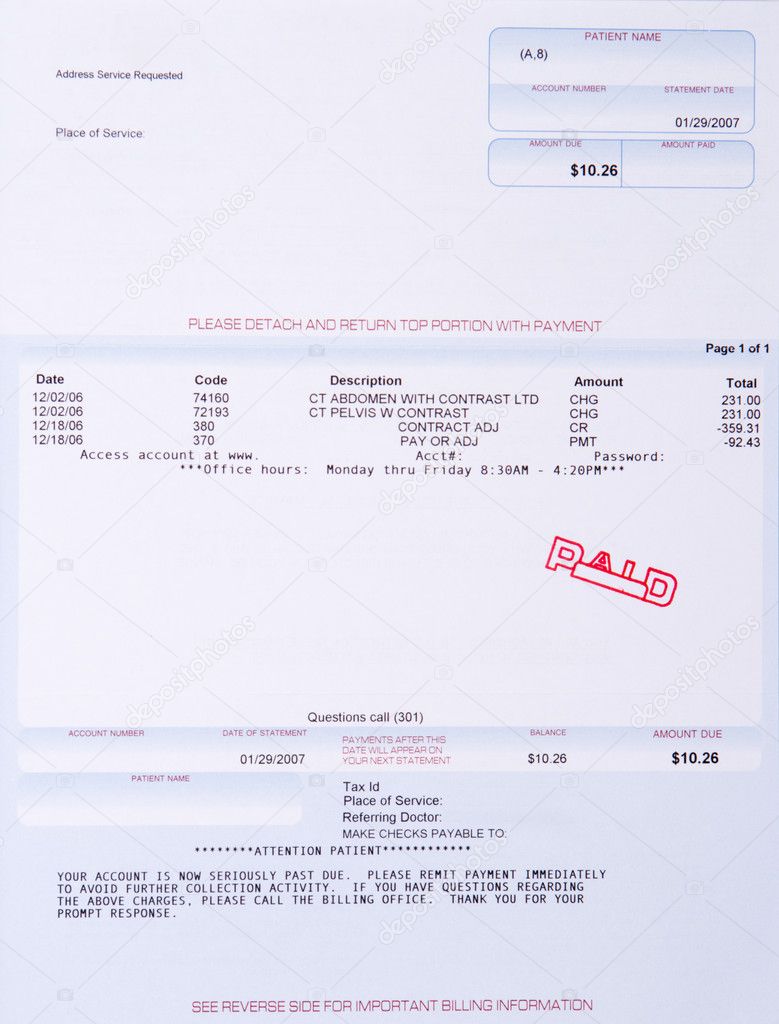 Address Service Requested
Place of Service:
PATIENT NAME
(A,8)
ACCOUNT NUMBER STATEMENT DATE
01/29/2007
AMOUNT DUE AMOUNT PAID
$10.26
PLEASE DETACH AND RETURN TOP PORTION WITH PAYMENT
Page 1 of 1
Date Code Description Amount Total
12/02/06 74160 CT ABDOMEN WITH CONTRAST LTD CHG 231.00
12/02/06 72193 CT PELVIS W CONTRAST CHG 231.00
12/18/06 380 CONTRACT ADJ CR -359.31
12/18/06 370 PAY OR ADJ PMT -92.43
Access account at www. Acct#: Password:
***Office hours: Monday thru Friday 8:30AM - 4:20PM***
PAID
Questions call (301)
ACCOUNT NUMBER DATE OF STATEMENT PAYMENTS AFTER THIS BALANCE AMOUNT DUE
DATE WILL APPEAR ON
01/29/2007 YOUR NEXT STATEMENT $10.26 $10.26
PATIENT NAME
Tax Id
Place of Service:
Referring Doctor:
MAKE CHECKS PAYABLE TO:
********ATTENTION PATIENT************
YOUR ACCOUNT IS NOW SERIOUSLY PAST DUE. PLEASE REMIT PAYMENT IMMEDIATELY
TO AVOID FURTHER COLLECTION ACTIVITY. IF YOU HAVE QUESTIONS REGARDING
THE ABOVE CHARGES, PLEASE CALL THE BILLING OFFICE. THANK YOU FOR YOUR
PROMPT RESPONSE.
SEE REVERSE SIDE FOR IMPORTANT BILLING INFORMATION
depositphotos
depositphotos
depositphotos
depositphotos
depositphotos
depositphotos
depositphotos
depositphotos